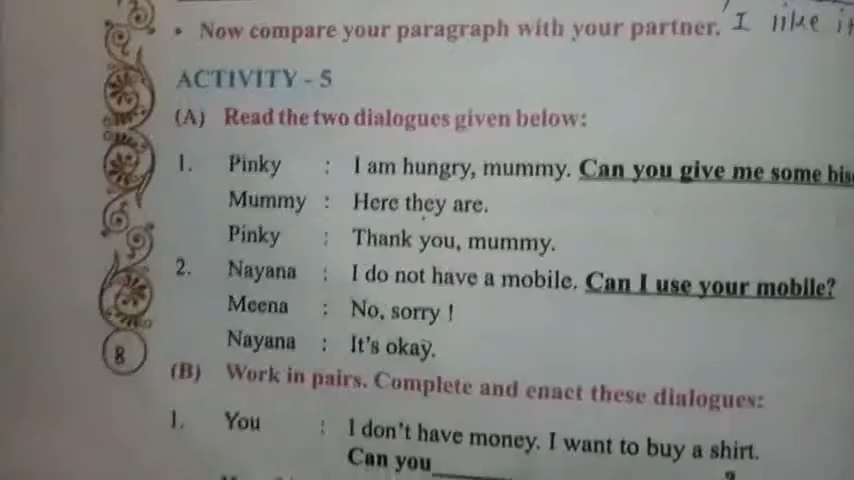 • Now compare your paragraph with your partner. I like it
ACTIVITY - 5
(A) Read the two dialogues given below:
1. Pinky : I am hungry, mummy. Can you give me some bis
Mummy : Here they are.
Pinky : Thank you, mummy.
2. Nayana : I do not have a mobile. Can I use your mobile?
Meena : No, sorry !
Nayana : It's okay.
8
(B) Work in pairs. Complete and enact these dialogues:
1. You : I don't have money. I want to buy a shirt.
Can you_______________?